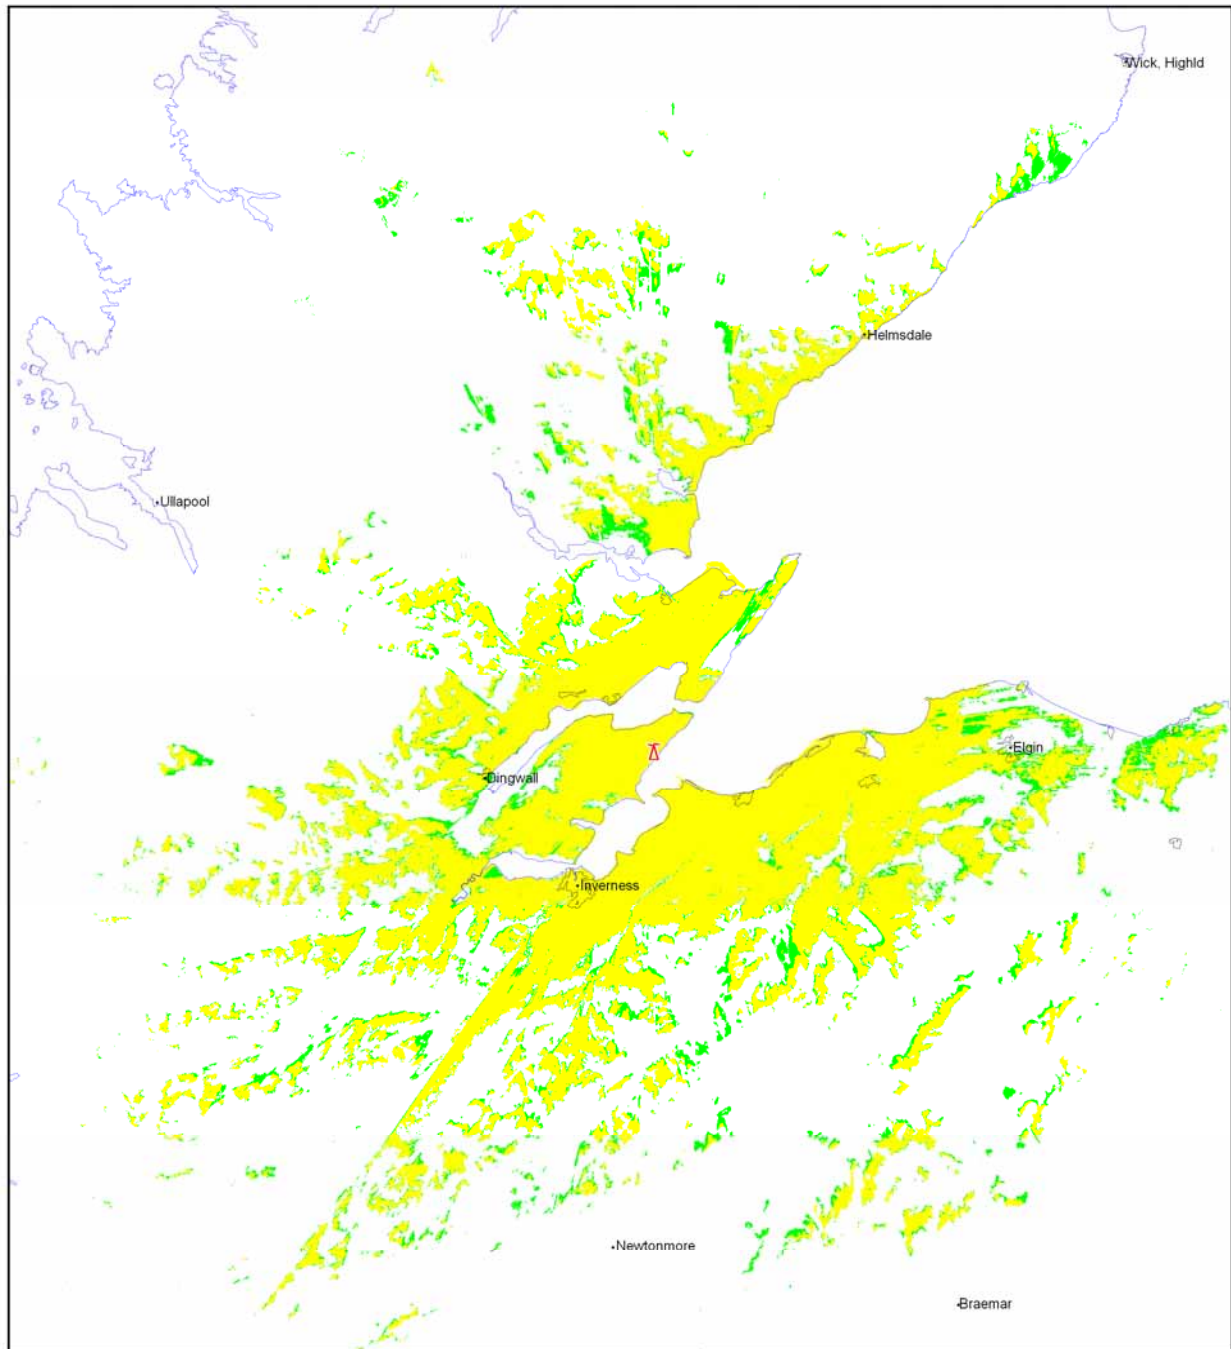 Wick, Highld
Helmsdale
Ullapool
Elgin
Dingwall
Inverness
Newtonmore
Braemar